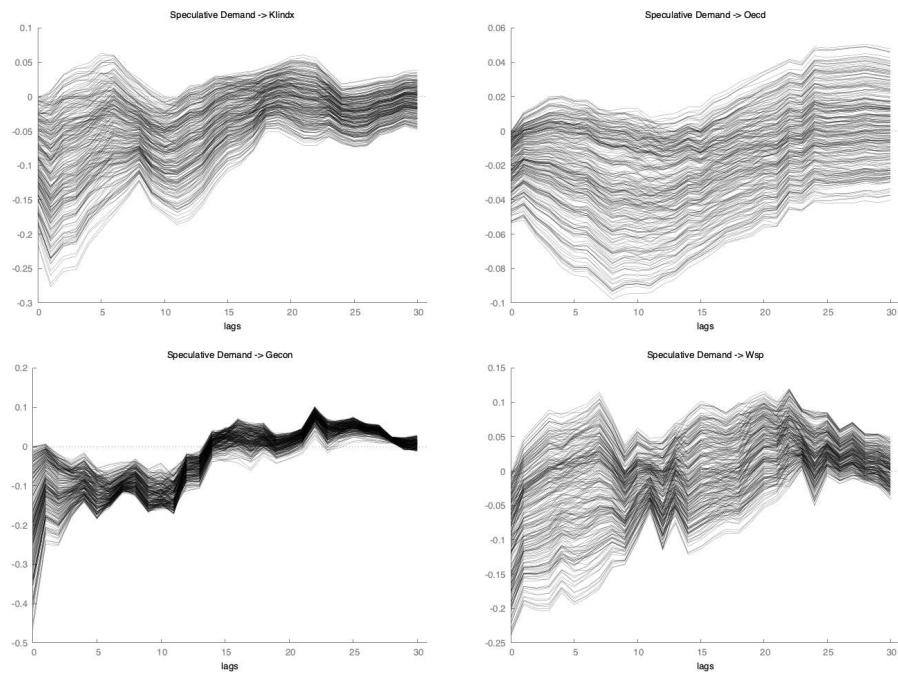 Speculative Demand -> Klindx
0.1
0.05
0
-0.05
-0.1
-0.15
-0.2
-0.25
-0.3
0 5 10 15 20 25 30
lags
Speculative Demand -> Oecd
0.06
0.04
0.02
0
-0.02
-0.04
-0.06
-0.08
-0.1
0 5 10 15 20 25 30
lags
Speculative Demand -> Gecon
0.2
0.1
0
-0.1
-0.2
-0.3
-0.4
-0.5
0 5 10 15 20 25 30
lags
Speculative Demand -> Wsp
0.15
0.1
0.05
0
-0.05
-0.1
-0.15
-0.2
-0.25
0 5 10 15 20 25 30
lags